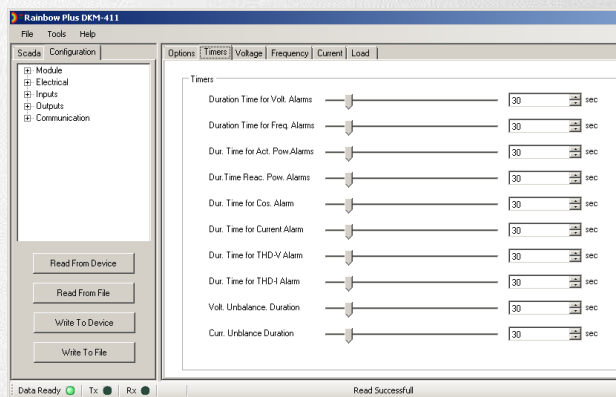 Rainbow Plus DKM-411
File Tools Help
Scada Configuration
Module
Electrical
Inputs
Outputs
Communication
Read From Device
Read From File
Write To Device
Write To File
Options Timers Voltage Frequency Current Load
Timers
Duration Time for Volt. Alarms 30 sec
Duration Time for Freq. Alarms 30 sec
Dur. Time for Act. Pow.Alarms 30 sec
Dur.Time Reac. Pow. Alarms 30 sec
Dur. Time for Cos. Alarm 30 sec
Dur. Time for Current Alarm 30 sec
Dur. Time for THD-V Alarm 30 sec
Dur. Time for THD-I Alarm 30 sec
Volt. Unbalance. Duration 30 sec
Curr. Unblance Duration 30 sec
Data Ready Tx Rx Read Successfull